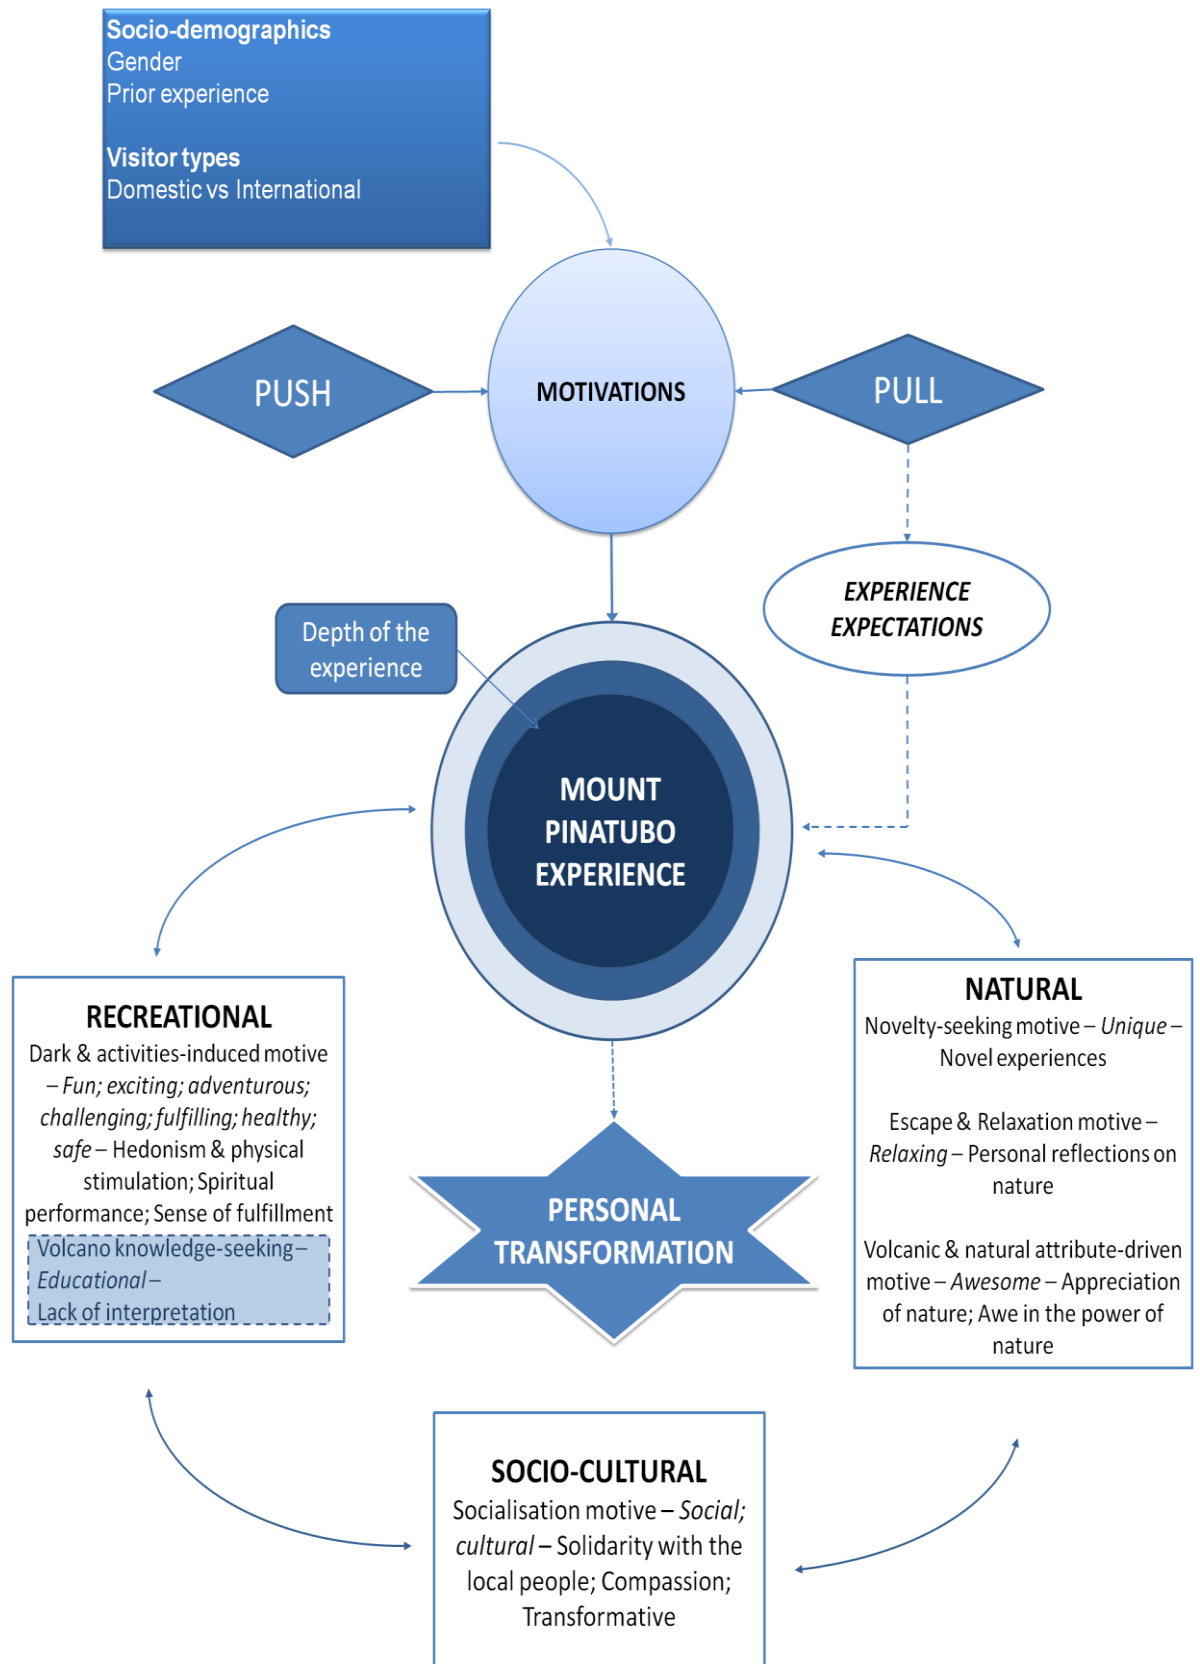 Socio-demographics
Gender
Prior experience
Visitor types
Domestic vs International
PUSH
MOTIVATIONS
PULL
EXPERIENCE
EXPECTATIONS
Depth of the
experience
MOUNT
PINATUBO
EXPERIENCE
RECREATIONAL
Dark & activities-induced motive
– Fun; exciting; adventurous;
challenging; fulfilling; healthy;
safe – Hedonism & physical
stimulation; Spiritual
performance; Sense of fulfillment
Volcano knowledge-seeking –
Educational –
Lack of interpretation
NATURAL
Novelty-seeking motive – Unique –
Novel experiences
Escape & Relaxation motive –
Relaxing – Personal reflections on
nature
Volcanic & natural attribute-driven
motive – Awesome – Appreciation
of nature; Awe in the power of
nature
PERSONAL
TRANSFORMATION
SOCIO-CULTURAL
Socialisation motive – Social;
cultural – Solidarity with the
local people; Compassion;
Transformative